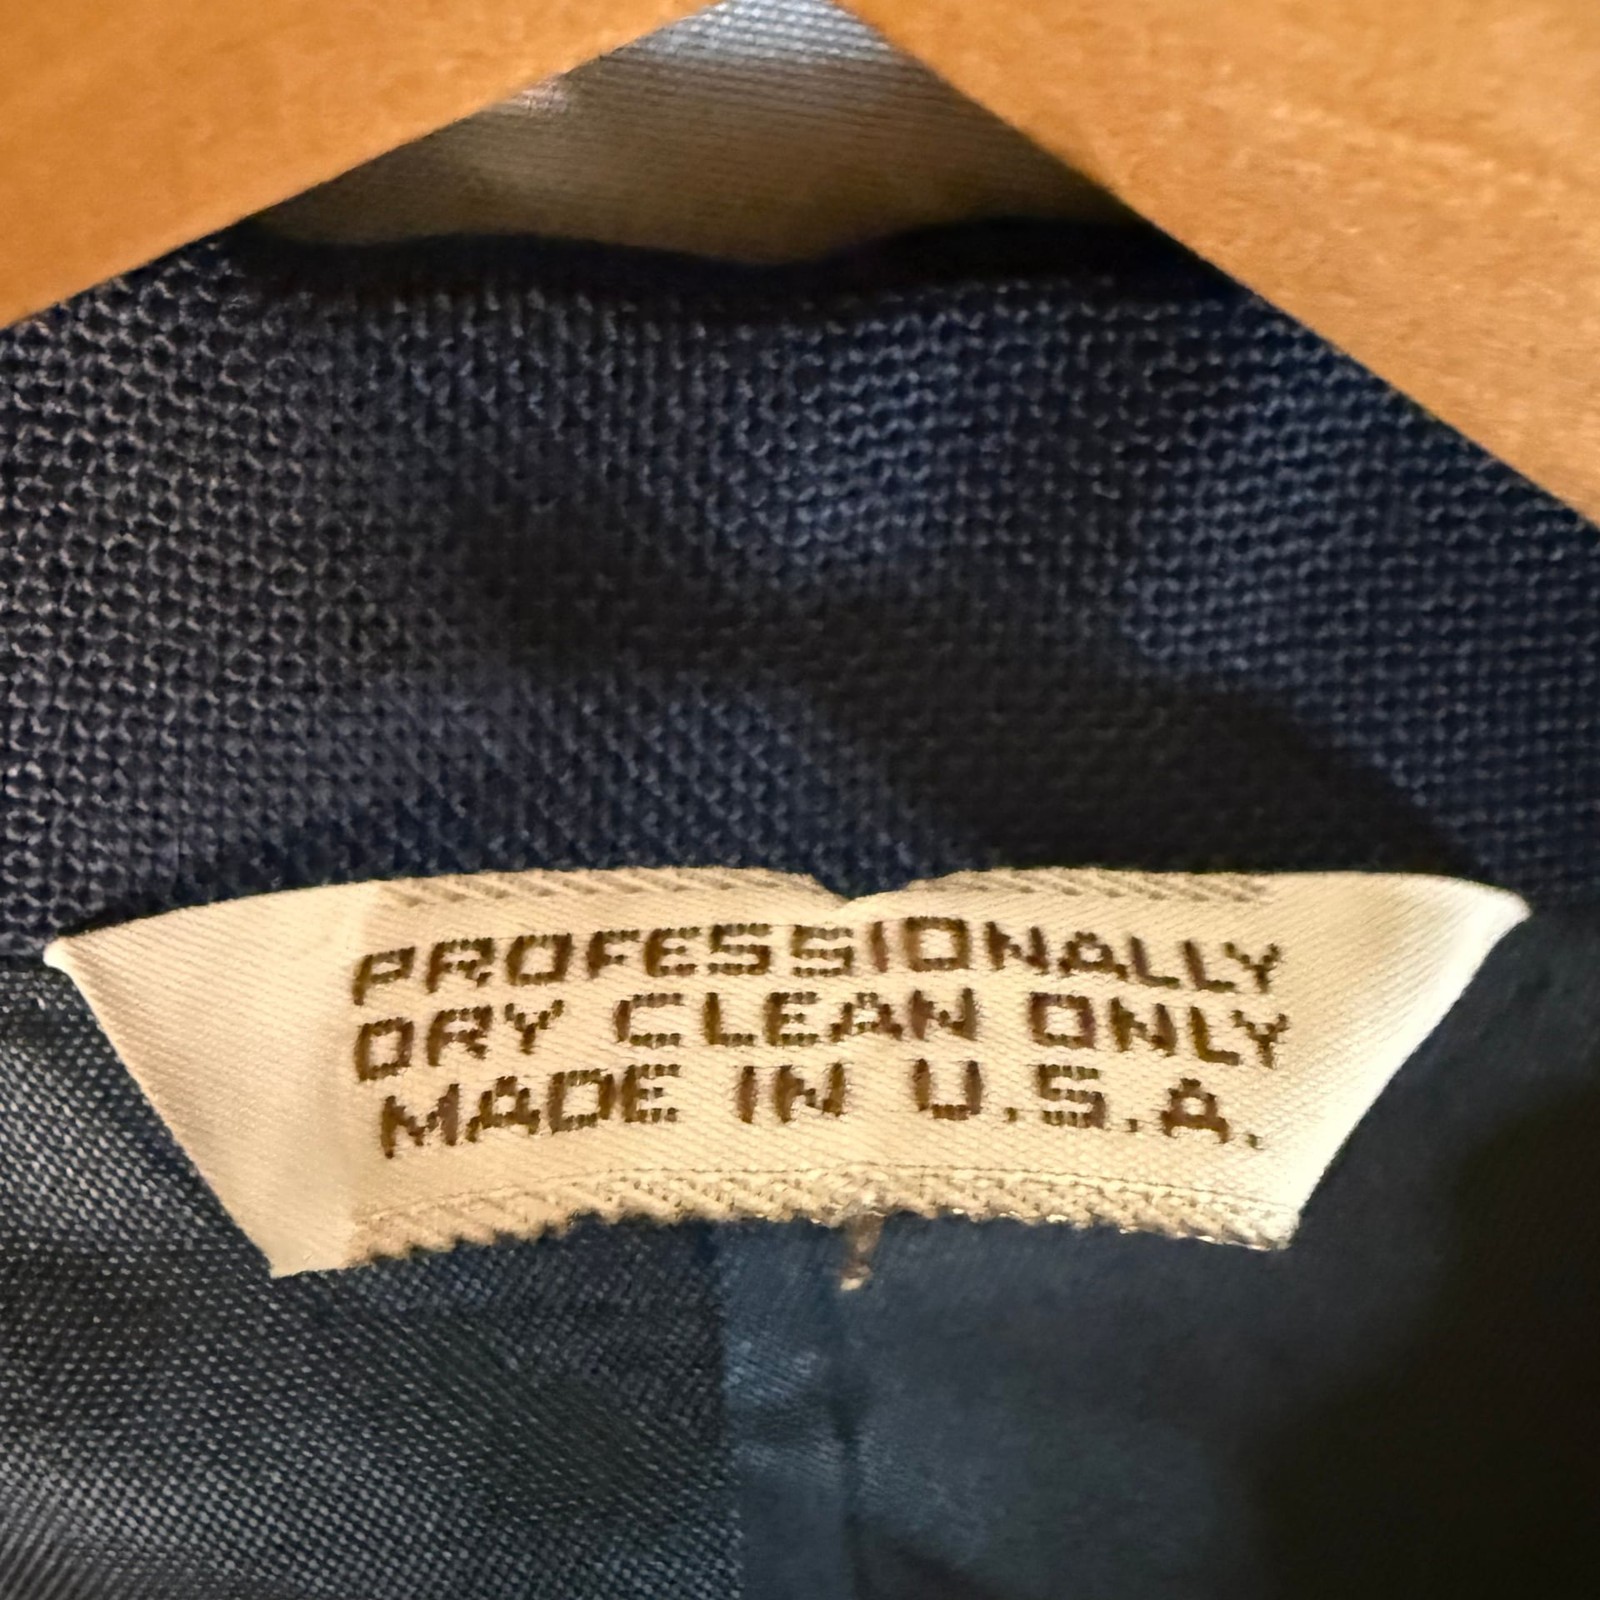 PROFESSIONALLY
DRY CLEAN ONLY
MADE IN U.S.A.